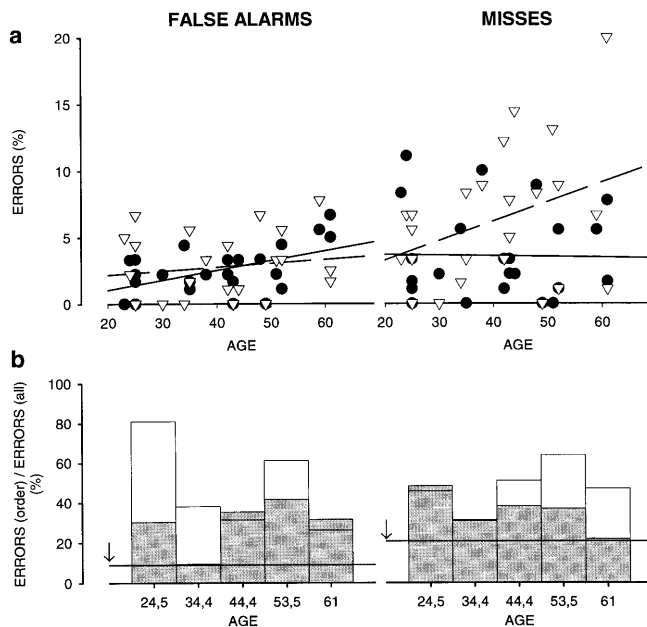 FALSE ALARMS MISSES
a
ERRORS (%)
20
15
10
5
0
20 30 40 50 60 20 30 40 50 60
AGE AGE
b
ERRORS (order) / ERRORS (all)
(%)
100
80
60
40
20
0
24,5 34,4 44,4 53,5 61 24,5 34,4 44,4 53,5 61
AGE AGE